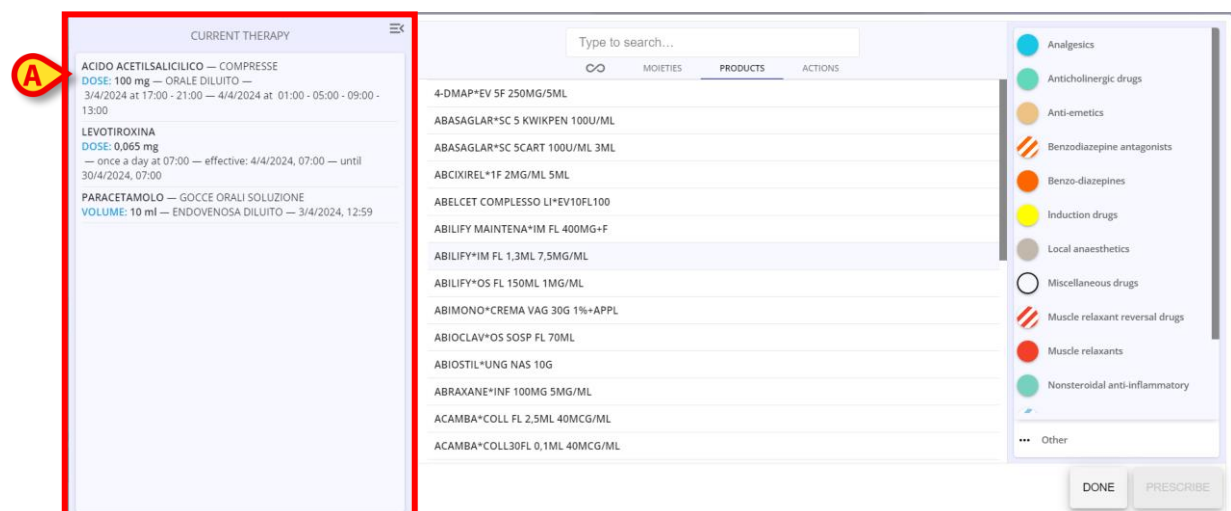 CURRENT THERAPY
A
ACIDO ACETILSALICILICO — COMPRESSE
DOSE: 100 mg — ORALE DILUITO —
3/4/2024 at 17:00 - 21:00 — 4/4/2024 at 01:00 - 05:00 - 09:00 -
13:00
LEVOTIROXINA
DOSE: 0,065 mg
— once a day at 07:00 — effective: 4/4/2024, 07:00 — until
30/4/2024, 07:00
PARACETAMOLO — GOCCE ORALI SOLUZIONE
VOLUME: 10 ml — ENDOVENOSA DILUITO — 3/4/2024, 12:59
Type to search...
MOIETIES PRODUCTS ACTIONS
4-DMAP*EV 5F 250MG/5ML
ABASAGLAR*SC 5 KWIKPEN 100U/ML
ABASAGLAR*SC 5CART 100U/ML 3ML
ABCIXIREL*1F 2MG/ML 5ML
ABELCET COMPLESSO LI*EV10FL100
ABILIFY MAINTENA*IM FL 400MG+F
ABILIFY*IM FL 1,3ML 7,5MG/ML
ABILIFY*OS FL 150ML 1MG/ML
ABIMONO*CREMA VAG 30G 1%+APPL
ABIOCLAV*OS SOSP FL 70ML
ABIOSTIL*UNG NAS 10G
ABRAXANE*INF 100MG 5MG/ML
ACAMBA*COLL FL 2,5ML 40MCG/ML
ACAMBA*COLL30FL 0,1ML 40MCG/ML
Analgesics
Anticholinergic drugs
Anti-emetics
Benzodiazepine antagonists
Benzo-diazepines
Induction drugs
Local anaesthetics
Miscellaneous drugs
Muscle relaxant reversal drugs
Muscle relaxants
Nonsteroidal anti-inflammatory
Other
DONE PRESCRIBE